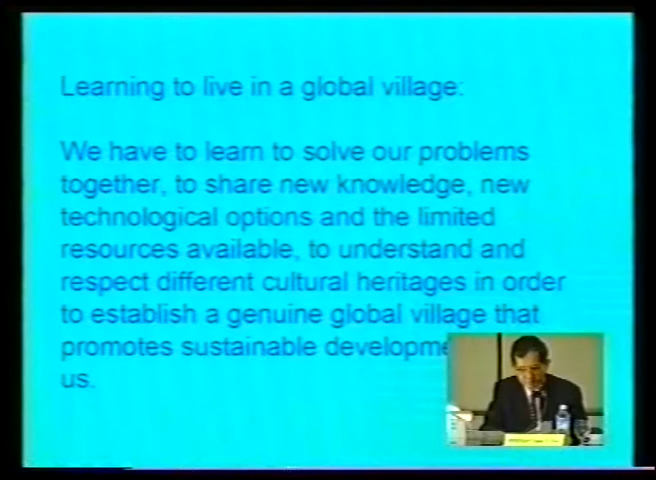 Learning to live in a global village:
We have to learn to solve our problems
together, to share new knowledge, new
technological options and the limited
resources available, to understand and
respect different cultural heritages in order
to establish a genuine global village that
promotes sustainable developme
us.